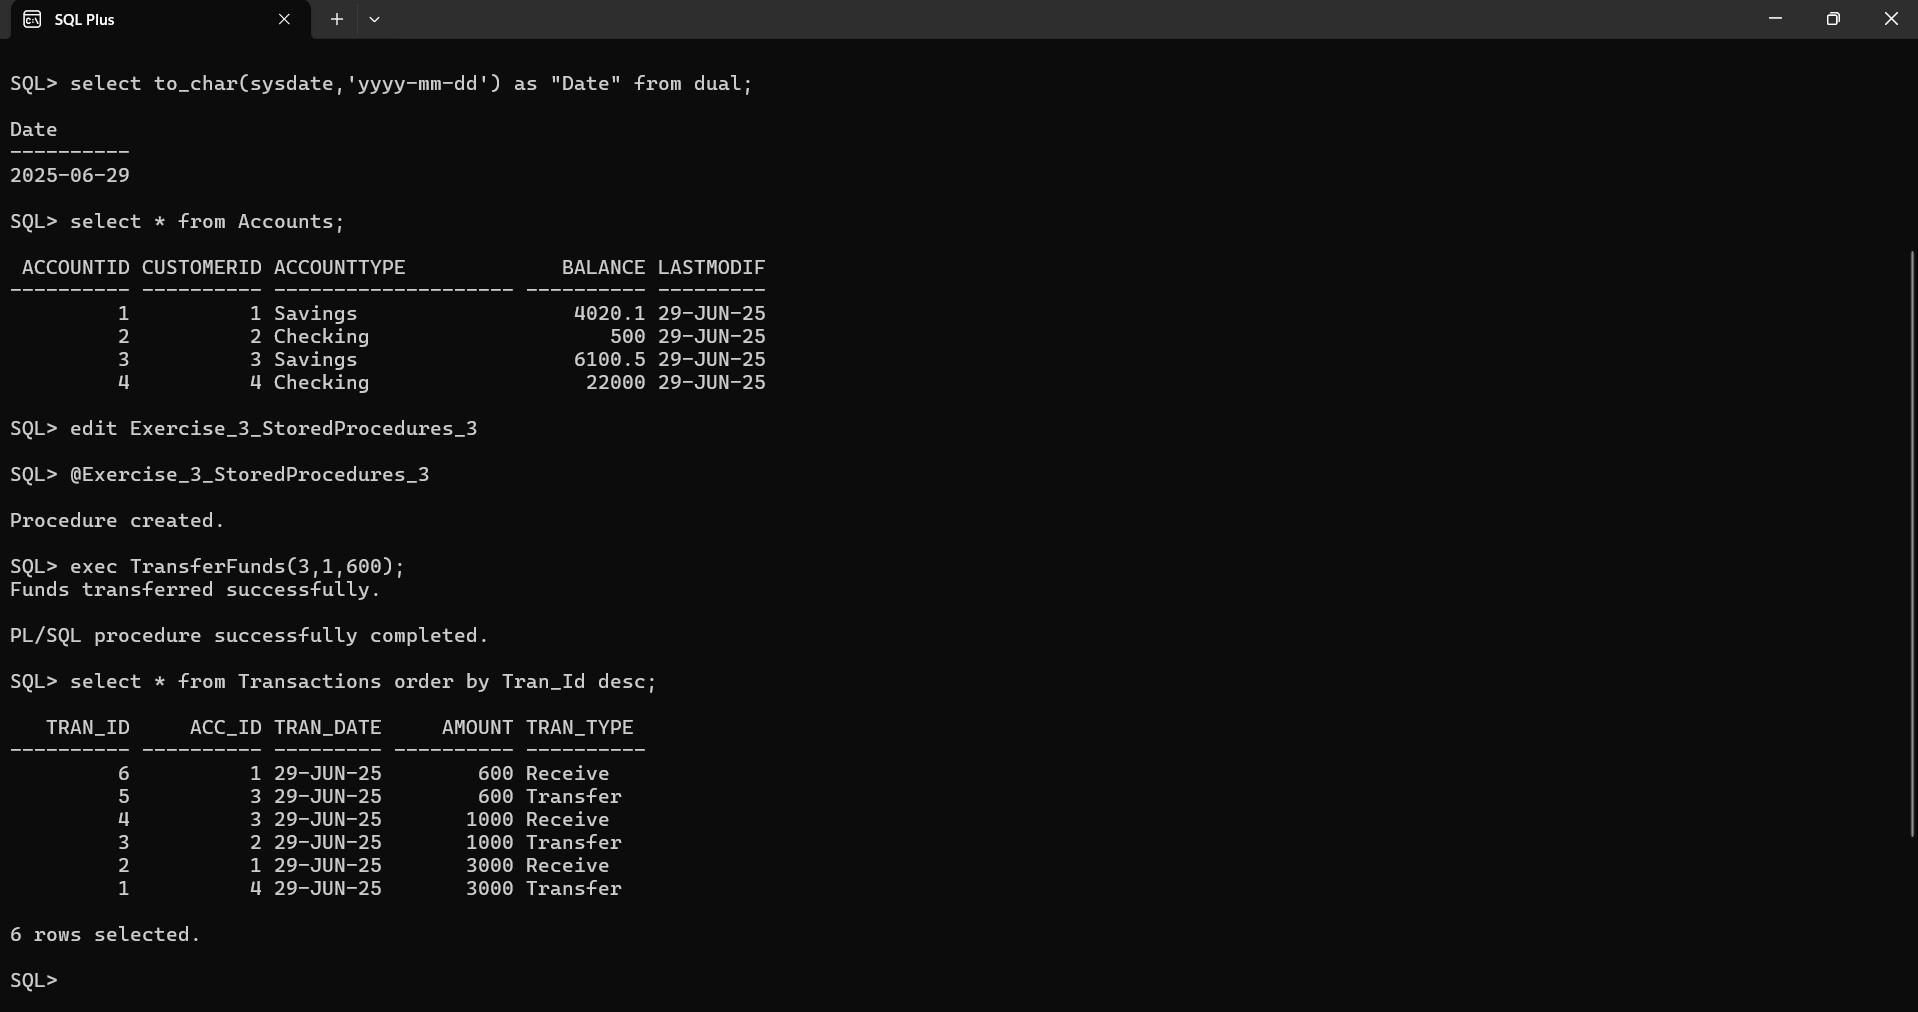 SQL Plus
SQL> select to_char(sysdate,'yyyy-mm-dd') as "Date" from dual;
Date
----------
2025-06-29
SQL> select * from Accounts;
 ACCOUNTID CUSTOMERID ACCOUNTTYPE             BALANCE LASTMODIF
---------- ---------- -------------------- ---------- ---------
         1          1 Savings                  4020.1 29-JUN-25
         2          2 Checking                    500 29-JUN-25
         3          3 Savings                  6100.5 29-JUN-25
         4          4 Checking                  22000 29-JUN-25
SQL> edit Exercise_3_StoredProcedures_3
SQL> @Exercise_3_StoredProcedures_3
Procedure created.
SQL> exec TransferFunds(3,1,600);
Funds transferred successfully.
PL/SQL procedure successfully completed.
SQL> select * from Transactions order by Tran_Id desc;
   TRAN_ID     ACC_ID TRAN_DATE     AMOUNT TRAN_TYPE
---------- ---------- --------- ---------- ----------
         6          1 29-JUN-25        600 Receive
         5          3 29-JUN-25        600 Transfer
         4          3 29-JUN-25       1000 Receive
         3          2 29-JUN-25       1000 Transfer
         2          1 29-JUN-25       3000 Receive
         1          4 29-JUN-25       3000 Transfer
6 rows selected.
SQL>